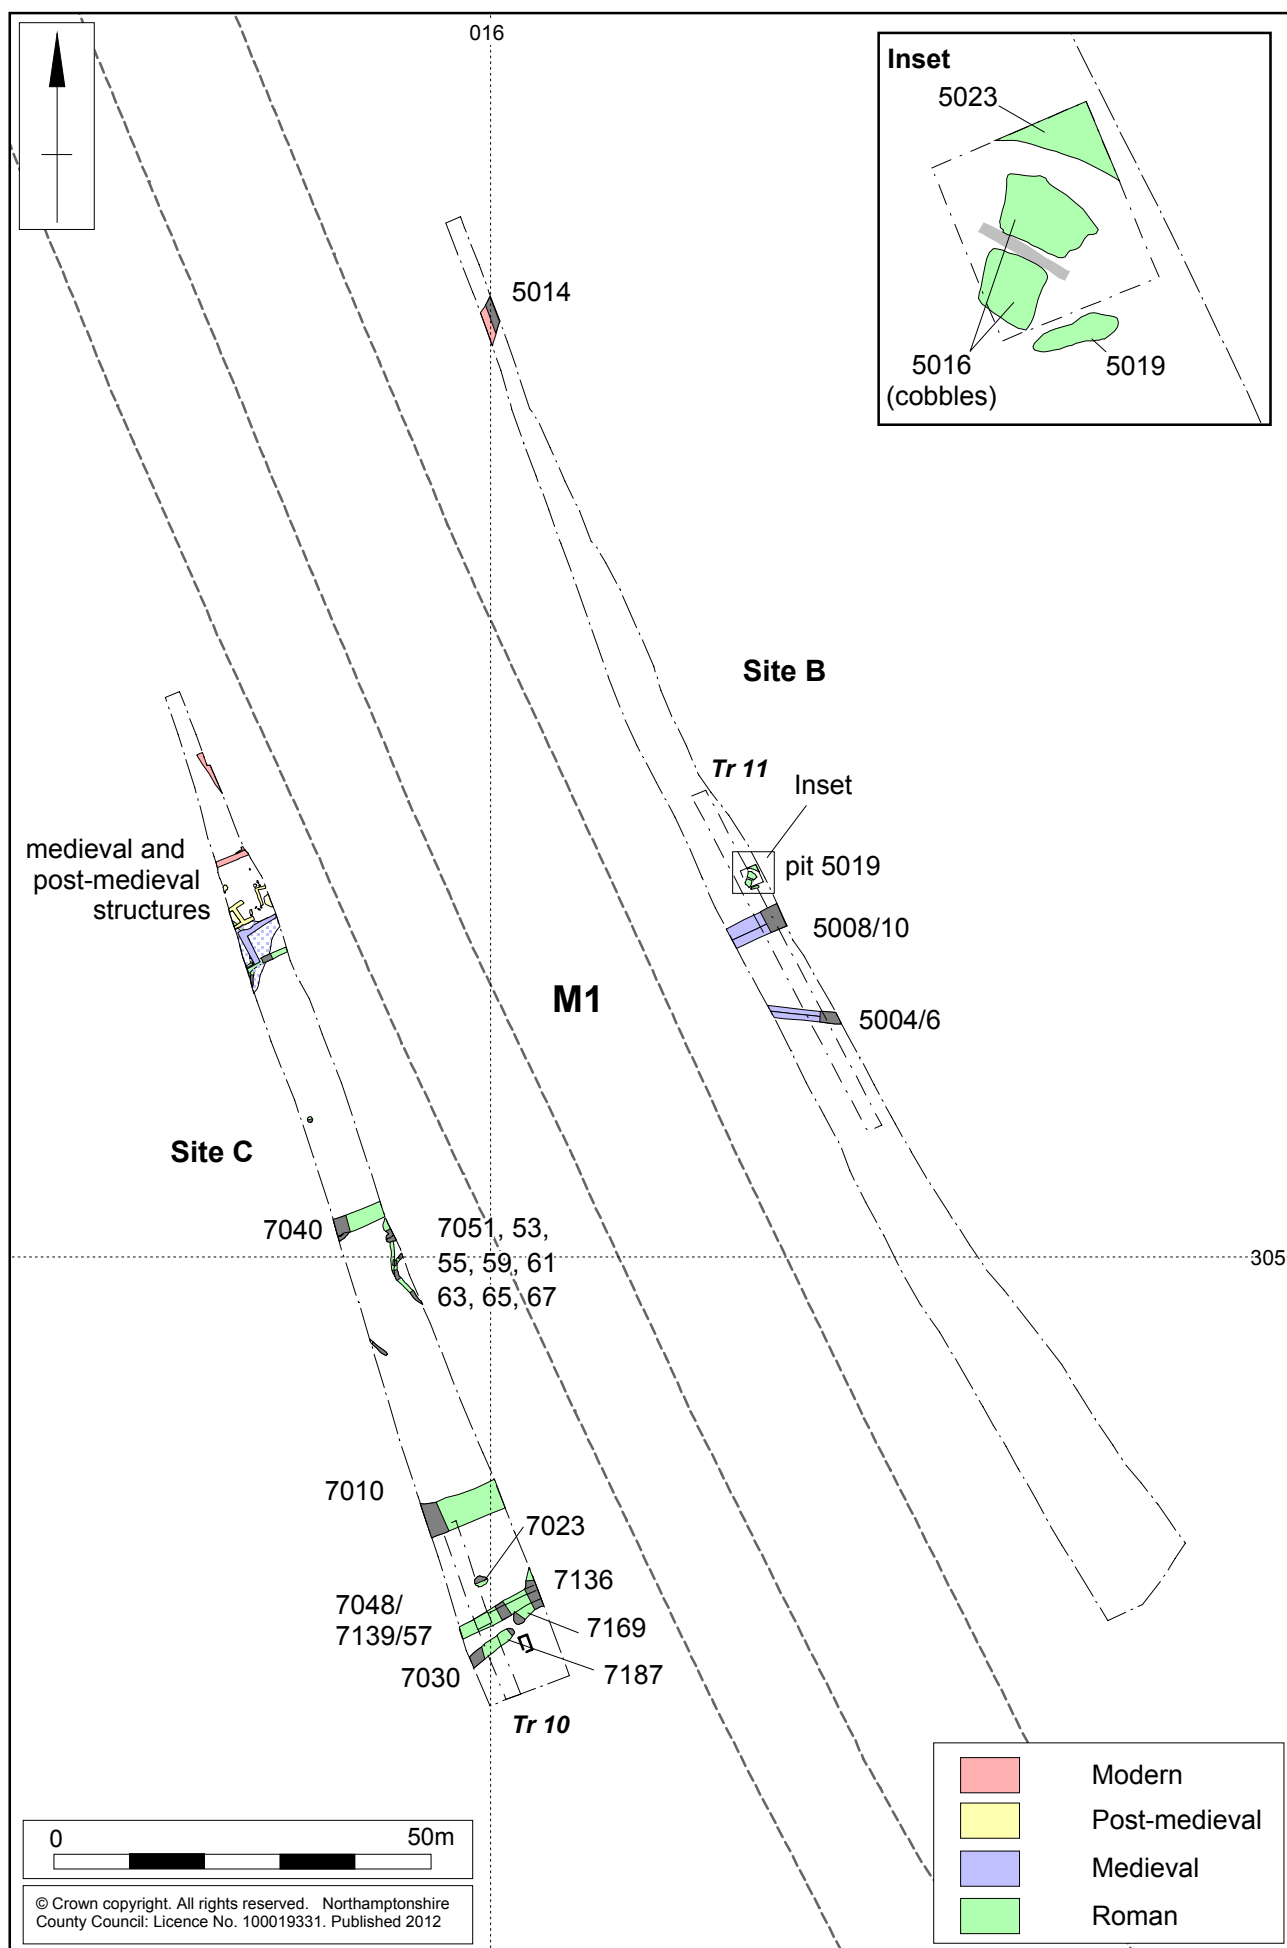 016
Inset
5023
5016
(cobbles)
5019
5014
Site B
Tr 11
Inset
pit 5019
medieval and
post-medieval
structures
5008/10
M1
5004/6
Site C
7040
7051, 53,
55, 59, 61
63, 65, 67
305
7010
7023
7136
7048/
7139/57
7169
7030
7187
Tr 10
Modern
Post-medieval
Medieval
Roman
0 50m
© Crown copyright. All rights reserved. Northamptonshire
County Council: Licence No. 100019331. Published 2012